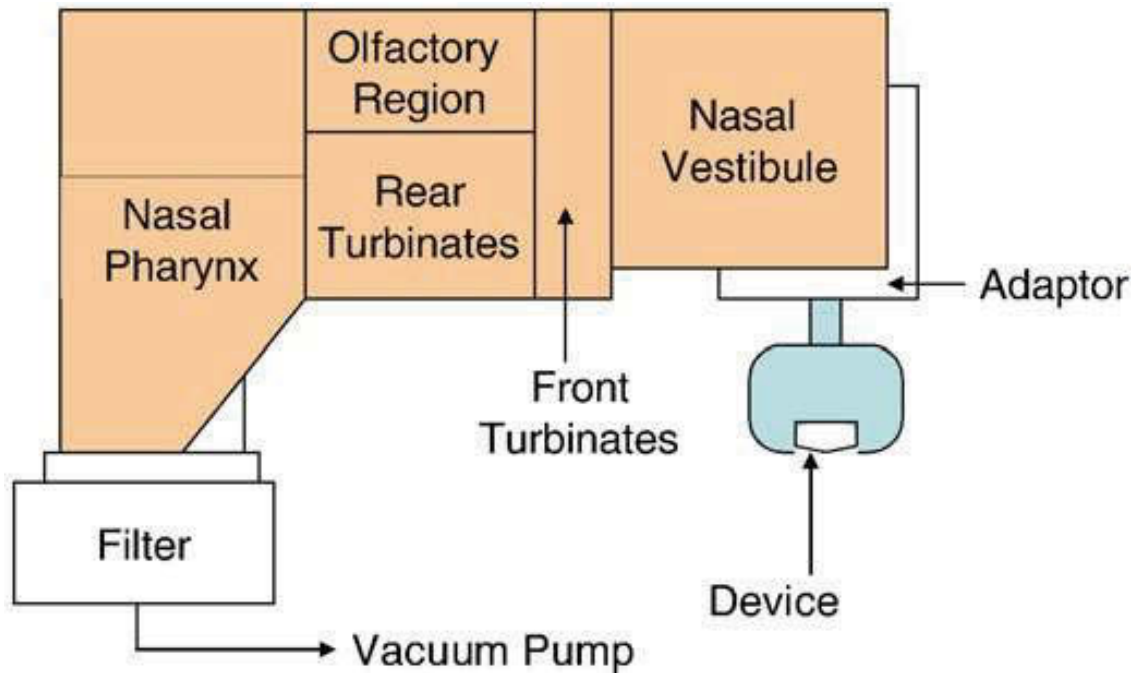 Olfactory
Region
Nasal
Vestibule
Rear
Turbinates
Nasal
Pharynx
Adaptor
Front
Turbinates
Filter
Device
Vacuum Pump